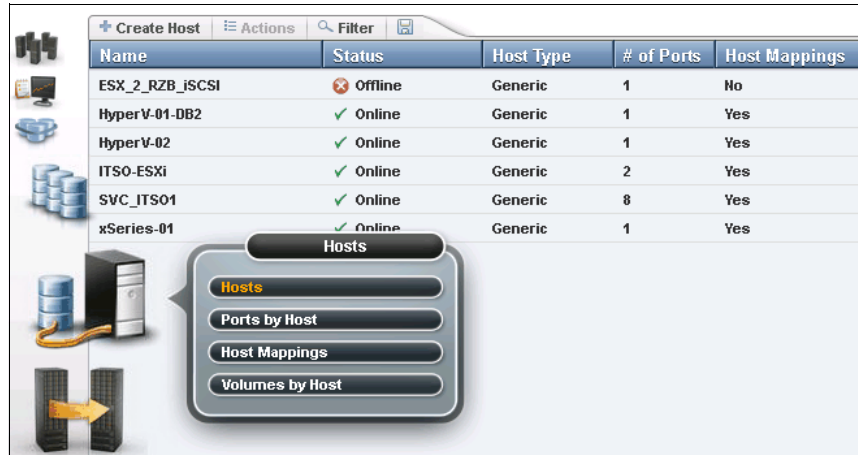 Create Host Actions Filter
Name Status Host Type # of Ports Host Mappings
ESX_2_RZB_iSCSI Offline Generic 1 No
HyperV-01-DB2 Online Generic 1 Yes
HyperV-02 Online Generic 1 Yes
ITSO-ESXi Online Generic 2 Yes
SVC_ITSO1 Online Generic 8 Yes
xSeries-01 Online Generic 1 Yes
Hosts
Hosts
Ports by Host
Host Mappings
Volumes by Host